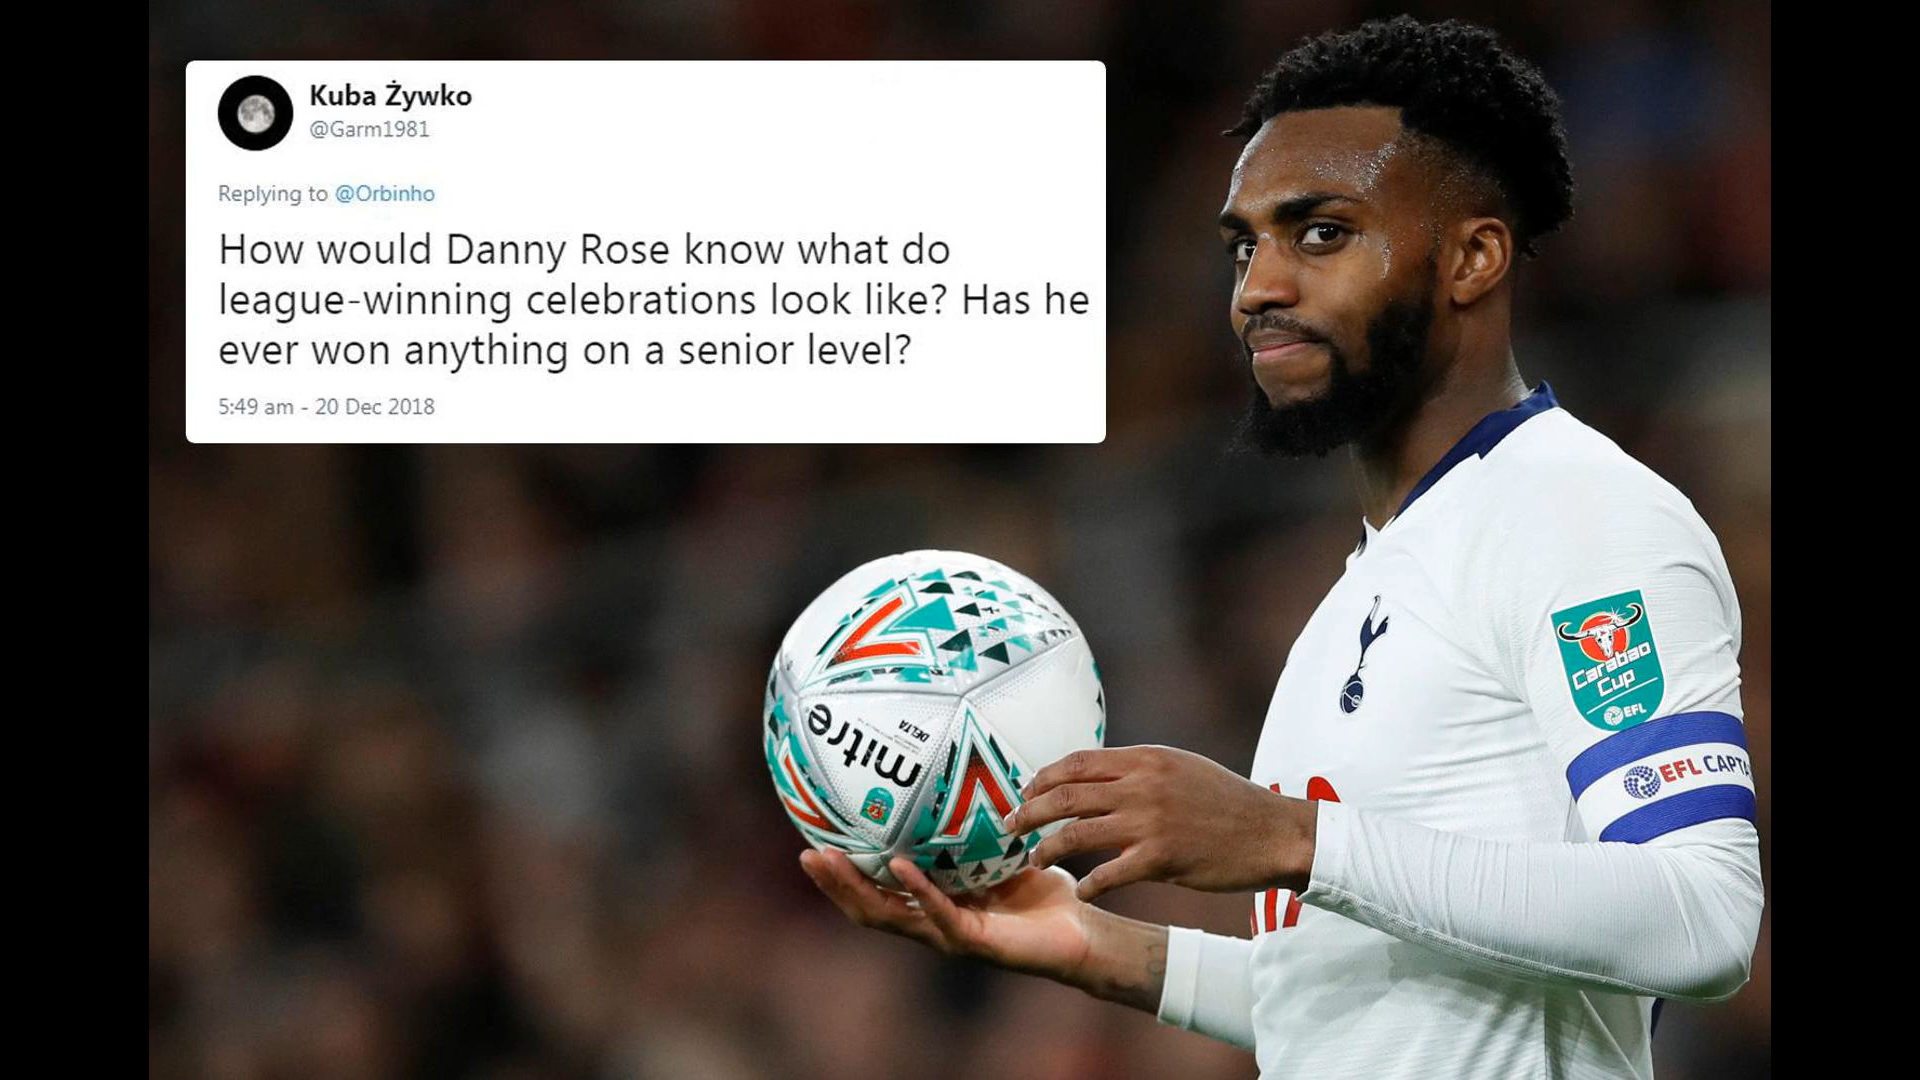 Kuba Żywko
@Garm1981
Replying to @Orbinho
How would Danny Rose know what do
league-winning celebrations look like? Has he
ever won anything on a senior level?
5:49 am - 20 Dec 2018
mitre
DELTA
Carabao
Cup
EFL
EFL CAPTA